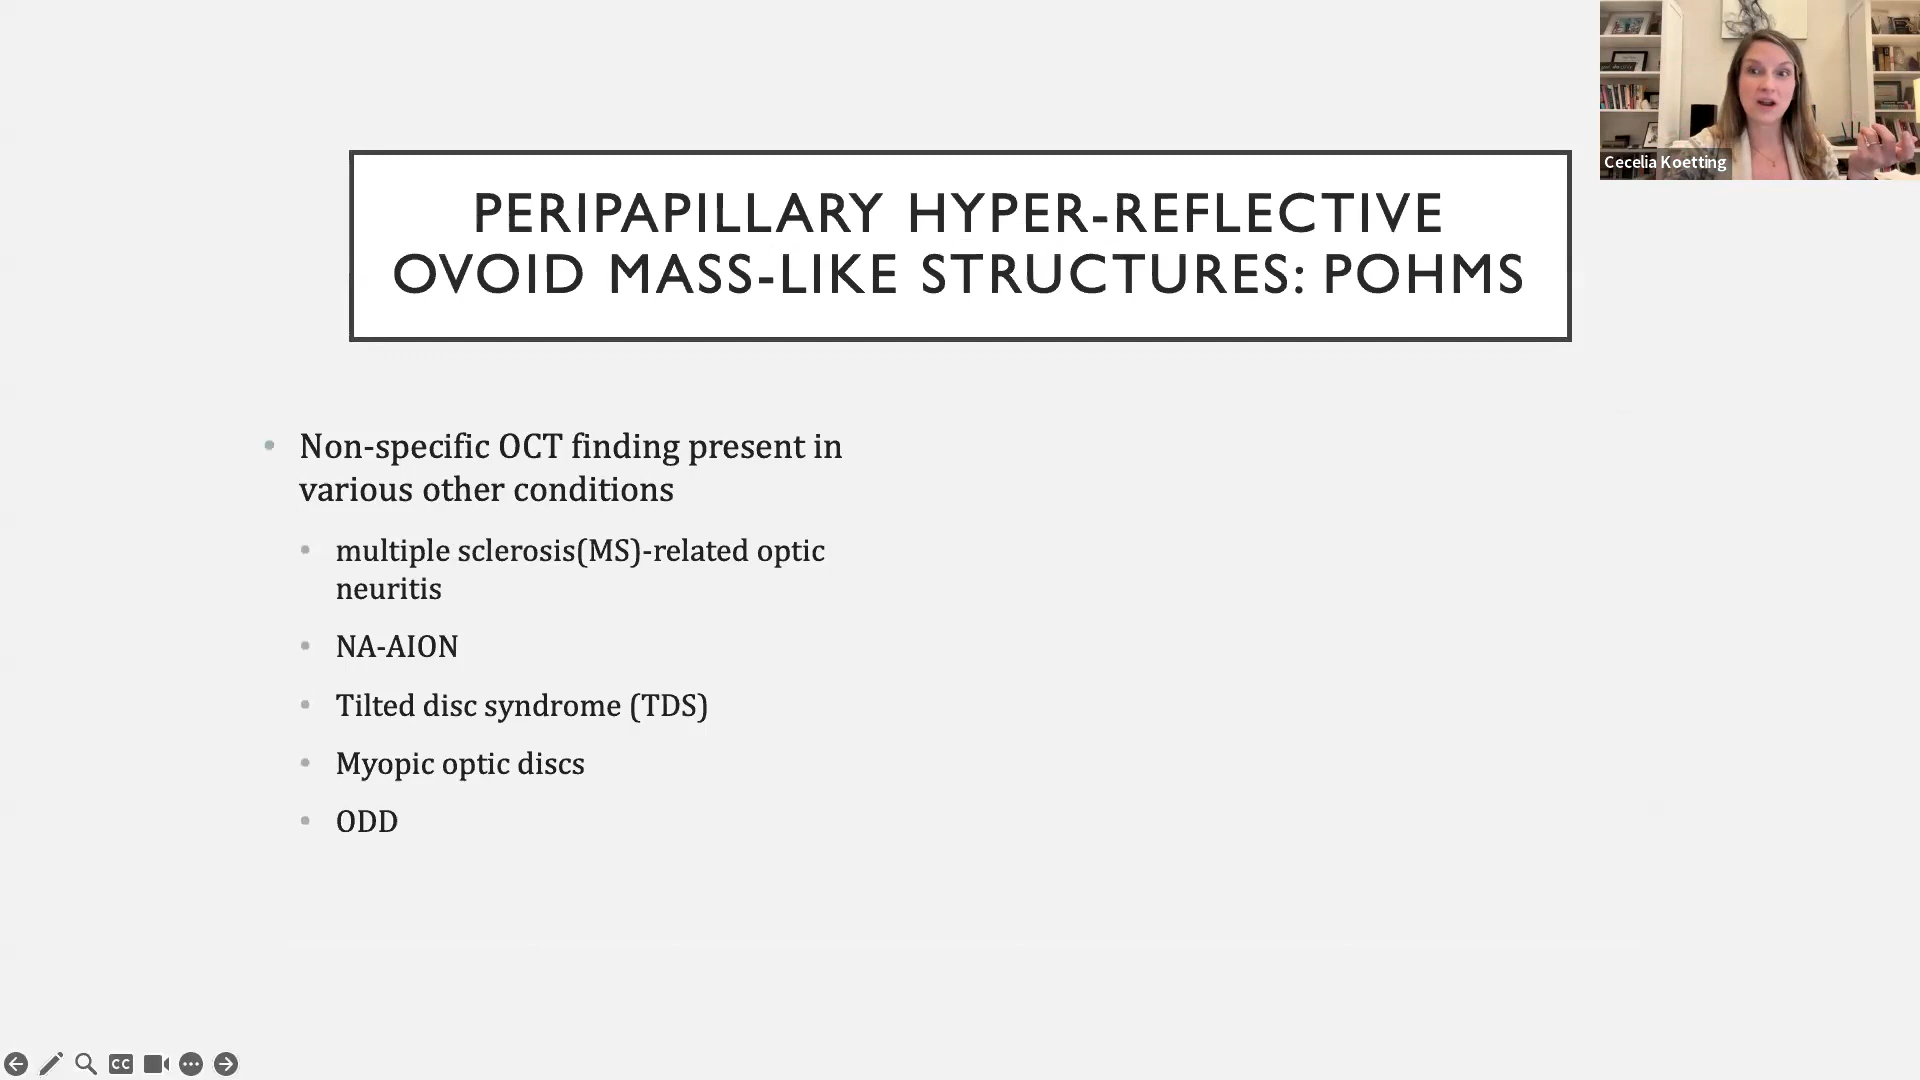 PERIPAPILLARY HYPER-REFLECTIVE
OVOID MASS-LIKE STRUCTURES: POHMS
Cecelia Koetting
• Non-specific OCT finding present in
various other conditions
• multiple sclerosis(MS)-related optic
neuritis
• NA-AION
• Tilted disc syndrome (TDS)
• Myopic optic discs
• ODD
CC